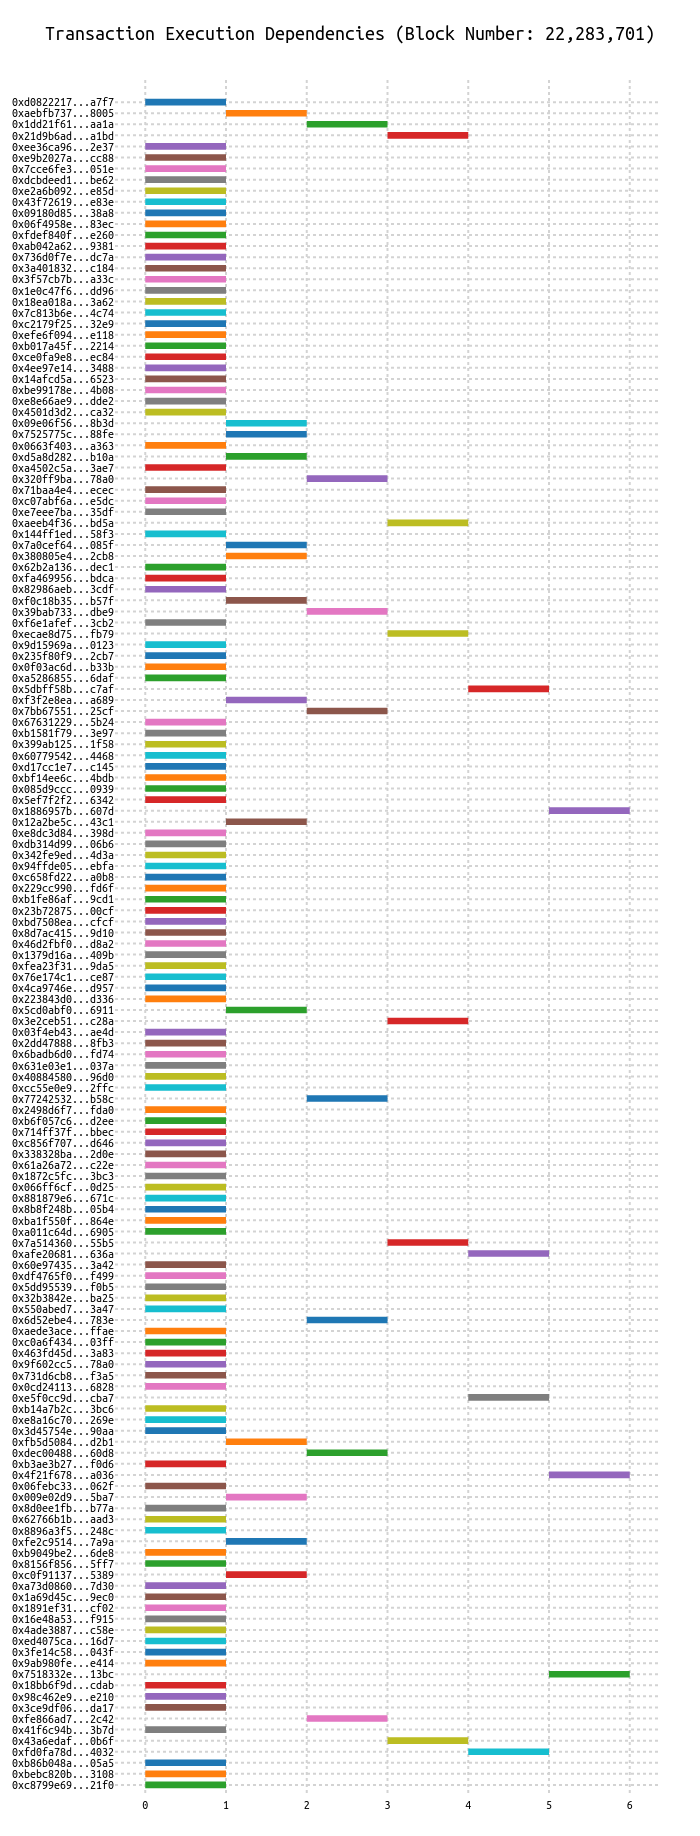 Transaction Execution Dependencies (Block Number: 22,283,701)
0xd0822217...a7f7
0xaebfb737...8005
0x1dd21f61...aa1a
0x21d9b6ad...a1bd
0xee36ca96...2e37
0xe9b2027a...cc88
0x7cce6fe3...051e
0xdcbdeed1...be62
0xe2a6b092...e85d
0x43f72619...e83e
0x09180d85...38a8
0x06f4958e...83ec
0xfdef840f...e260
0xab042a62...9381
0x736d0f7e...dc7a
0x3a401832...c184
0x3f57cb7b...a33c
0x1e0c47f6...dd96
0x18ea018a...3a62
0x7c813b6e...4c74
0xc2179f25...32e9
0xefe6f094...e118
0xb017a45f...2214
0xce0fa9e8...ec84
0x4ee97e14...3488
0x14afcd5a...6523
0xbe99178e...4b08
0xe8e66ae9...dde2
0x4501d3d2...ca32
0x09e06f56...8b3d
0x7525775c...88fe
0x0663f403...a363
0xd5a8d282...b10a
0xa4502c5a...3ae7
0x320ff9ba...78a0
0x71baa4e4...ecec
0xc07abf6a...e5dc
0xe7eee7ba...35df
0xaeeb4f36...bd5a
0x144ff1ed...58f3
0x7a0cef64...085f
0x380805e4...2cb8
0x62b2a136...dec1
0xfa469956...bdca
0x82986aeb...3cdf
0xf0c18b35...b57f
0x39bab733...dbe9
0xf6e1afef...3cb2
0xecae8d75...fb79
0x9d15969a...0123
0x235f80f9...2cb7
0x0f03ac6d...b33b
0xa5286855...6daf
0x5dbff58b...c7af
0xf3f2e8ea...a689
0x7bb67551...25cf
0x67631229...5b24
0xb1581f79...3e97
0x399ab125...1f58
0x60779542...4468
0xd17cc1e7...c145
0xbf14ee6c...4bdb
0x085d9ccc...0939
0x5ef7f2f2...6342
0x1886957b...607d
0x12a2be5c...43c1
0xe8dc3d84...398d
0xdb314d99...06b6
0x342fe9ed...4d3a
0x94ffde05...ebfa
0xc658fd22...a0b8
0x229cc990...fd6f
0xb1fe86af...9cd1
0x23b72875...00cf
0xbd7508ea...cfcf
0x8d7ac415...9d10
0x46d2fbf0...d8a2
0x1379d16a...409b
0xfea23f31...9da5
0x76e174c1...ce87
0x4ca9746e...d957
0x223843d0...d336
0x5cd0abf0...6911
0x3e2ceb51...c28a
0x03f4eb43...ae4d
0x2dd47888...8fb3
0x6badb6d0...fd74
0x631e03e1...037a
0x40884580...96d0
0xcc55e0e9...2ffc
0x77242532...b58c
0x2498d6f7...fda0
0xb6f057c6...d2ee
0x714ff37f...bbec
0xc856f707...d646
0x338328ba...2d0e
0x61a26a72...c22e
0x1872c5fc...3bc3
0x066ff6cf...0d25
0x881879e6...671c
0x8b8f248b...05b4
0xba1f550f...864e
0xa011c64d...6905
0x7a514360...55b5
0xafe20681...636a
0x60e97435...3a42
0xdf4765f0...f499
0x5dd95539...f0b5
0x32b3842e...ba25
0x550abed7...3a47
0x6d52ebe4...783e
0xaede3ace...ffae
0xc0a6f434...03ff
0x463fd45d...3a83
0x9f602cc5...78a0
0x731d6cb8...f3a5
0x0cd24113...6828
0xe5f0cc9d...cba7
0xb14a7b2c...3bc6
0xe8a16c70...269e
0x3d45754e...90aa
0xfb5d5084...d2b1
0xdec00488...60d8
0xb3ae3b27...f0d6
0x4f21f678...a036
0x06febc33...062f
0x009e02d9...5ba7
0x8d0ee1fb...b77a
0x62766b1b...aad3
0x8896a3f5...248c
0xfe2c9514...7a9a
0xb9049be2...6de8
0x8156f856...5ff7
0xc0f91137...5389
0xa73d0860...7d30
0x1a69d45c...9ec0
0x1891ef31...cf02
0x16e48a53...f915
0x4ade3887...c58e
0xed4075ca...16d7
0x3fe14c58...043f
0x9ab980fe...e414
0x7518332e...13bc
0x18bb6f9d...cdab
0x98c462e9...e210
0x3ce9df06...da17
0xfe866ad7...2c42
0x41f6c94b...3b7d
0x43a6edaf...0b6f
0xfd0fa78d...4032
0xb86b048a...05a5
0xbebc820b...3108
0xc8799e69...21f0
0 1 2 3 4 5 6